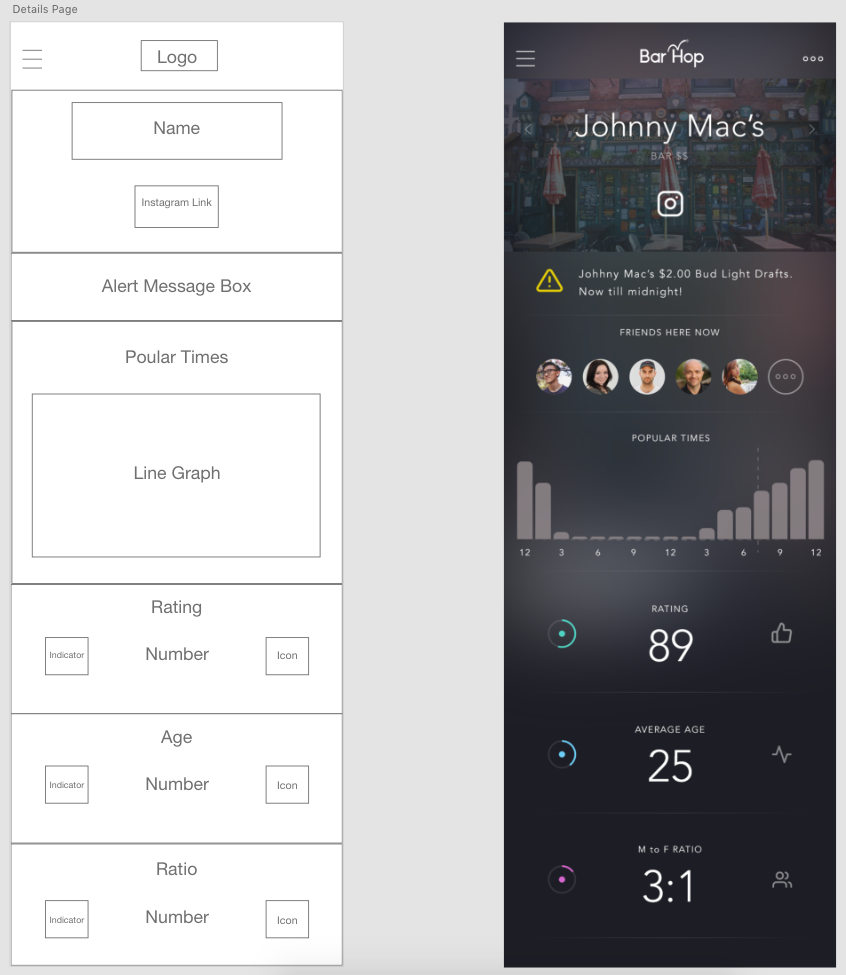 Details Page
Logo
Name
Instagram Link
Alert Message Box
Poular Times
Line Graph
Rating
Indicator
Number
Icon
Age
Indicator
Number
Icon
Ratio
Indicator
Number
Icon
Bar Hop
Johnny Mac's
BAR $$
Johhny Mac's $2.00 Bud Light Drafts.
Now till midnight!
FRIENDS HERE NOW
POPULAR TIMES
12 3 6 9 12 3 6 9 12
RATING
89
AVERAGE AGE
25
M to F RATIO
3:1